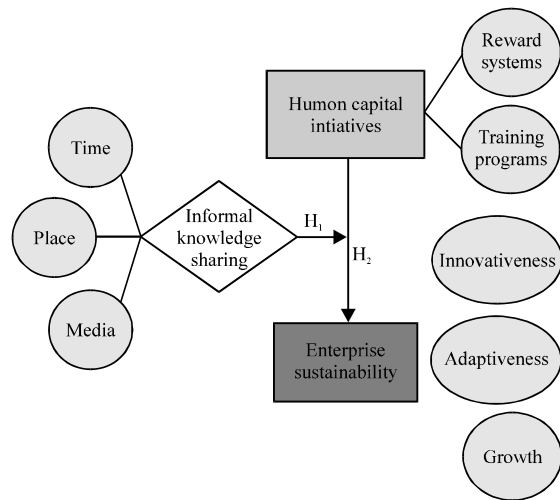 Reward
systems
Humon capital
intiatives
Training
programs
Time
Place
Media
Informal
knowledge
sharing
H1
H2
Innovativeness
Enterprise
sustainability
Adaptiveness
Growth